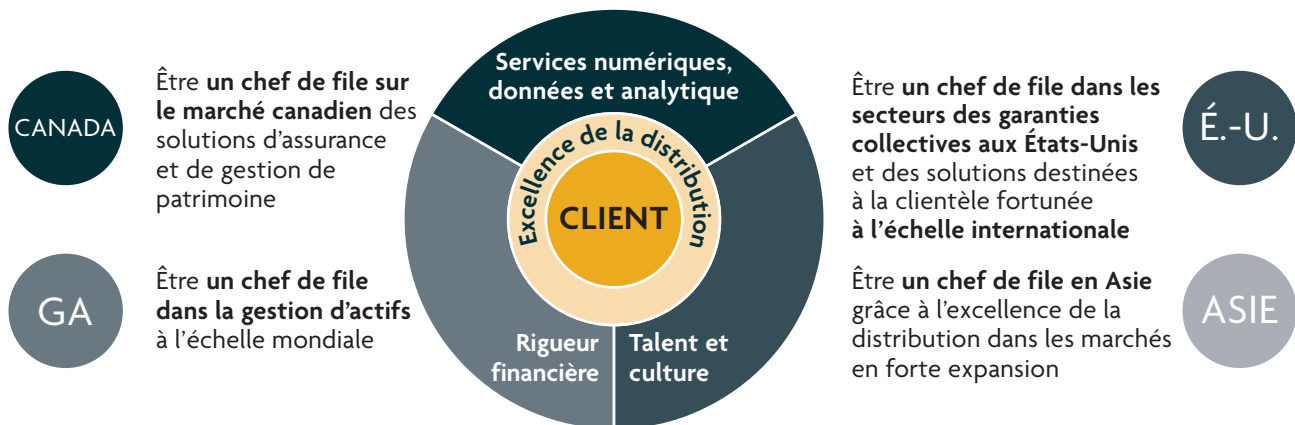 CANADA
Être un chef de file sur
le marché canadien des
solutions d’assurance
et de gestion de
patrimoine
GA
Être un chef de file
dans la gestion d’actifs
à l’échelle mondiale
Services numériques,
données et analytique
Excellence de la distribution
CLIENT
Rigueur
financière
Talent et
culture
Être un chef de file dans les
secteurs des garanties
collectives aux États-Unis
et des solutions destinées
à la clientèle fortunée
à l’échelle internationale
É.-U.
Être un chef de file en Asie
grâce à l’excellence de la
distribution dans les marchés
en forte expansion
ASIE